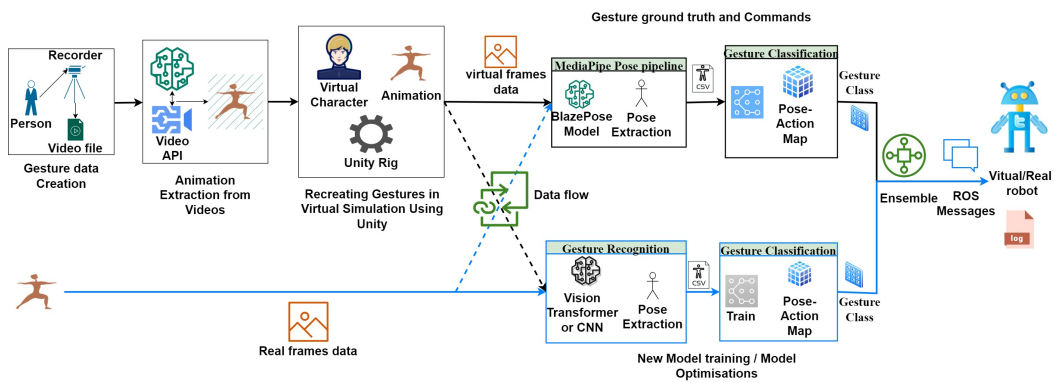 Gesture ground truth and Commands
Recorder
Person
Video file
Gesture data
Creation
Video
API
Animation
Extraction from
Videos
Virtual
Character
Animation
Unity Rig
Recreating Gestures in
Virtual Simulation Using
Unity
virtual frames
data
MediaPipe Pose pipeline
BlazePose
Model
Pose
Extraction
CSV
Gesture Classification
Pose-
Action
Map
Gesture
Class
Data flow
Ensemble
ROS
Messages
Vitual/Real
robot
log
Real frames data
Gesture Recognition
Vision
Transformer
or CNN
Pose
Extraction
CSV
Gesture Classification
Train
Pose-
Action
Map
Gesture
Class
New Model training / Model
Optimisations